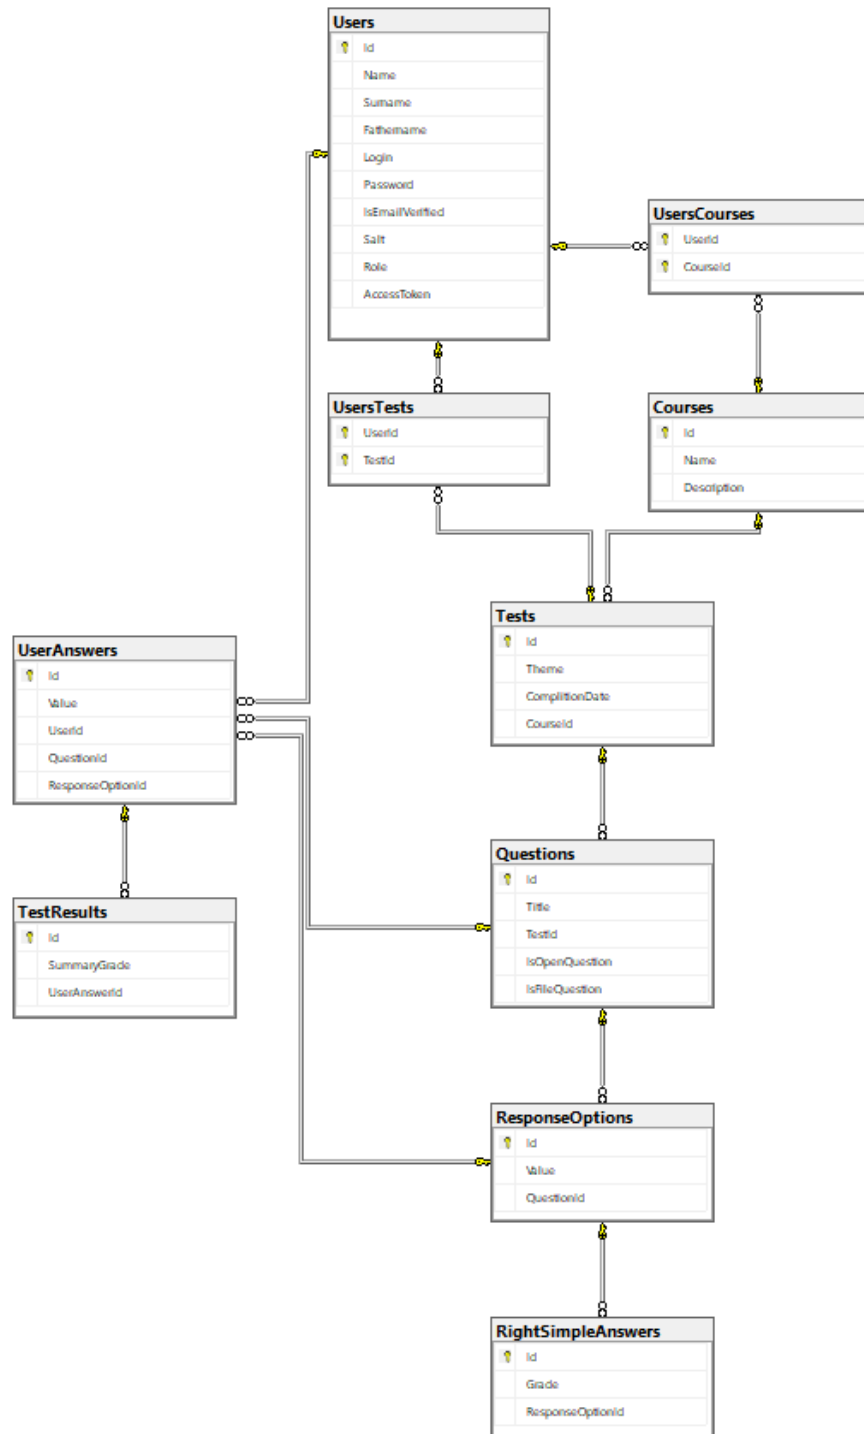 Users
Id
Name
Surname
Fathername
Login
Password
IsEmailVerified
Salt
Role
AccessToken
UsersCourses
UserId
CourseId
UsersTests
UserId
TestId
Courses
Id
Name
Description
Tests
Id
Theme
ComplitionDate
CourseId
UserAnswers
Id
Value
UserId
QuestionId
ResponseOptionId
Questions
Id
Title
TestId
IsOpenQuestion
IsFileQuestion
TestResults
Id
SummaryGrade
UserAnswerId
ResponseOptions
Id
Value
QuestionId
RightSimpleAnswers
Id
Grade
ResponseOptionId